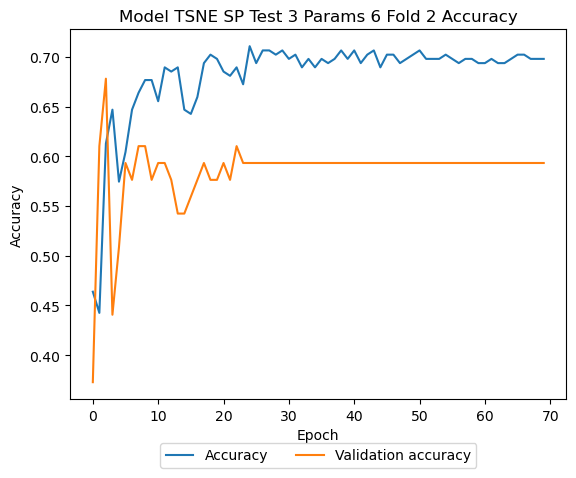 Model TSNE SP Test 3 Params 6 Fold 2 Accuracy
0.70
0.65
0.60
0.55
0.50
0.45
0.40
Accuracy
0 10 20 30 40 50 60 70
Epoch
Accuracy Validation accuracy